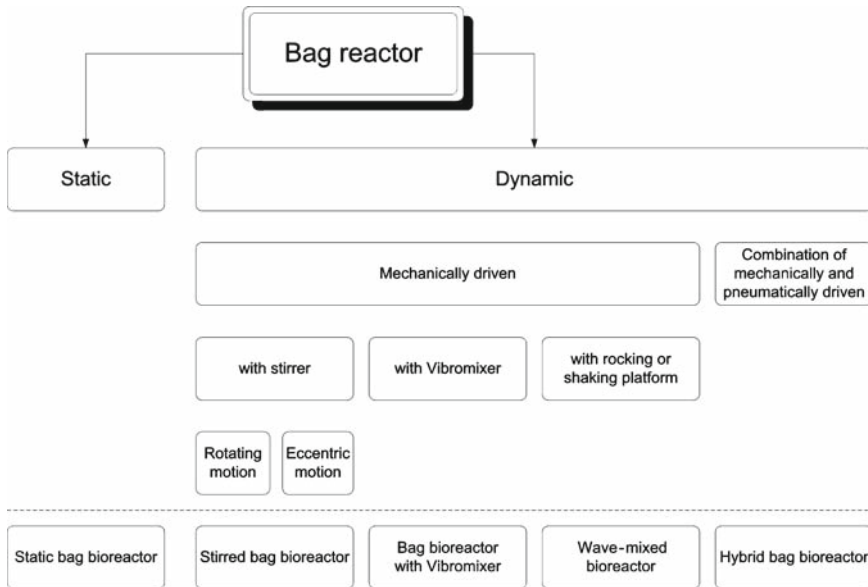 Bag reactor
Static
Dynamic
Mechanically driven
Combination of
mechanically and
pneumatically driven
with stirrer
with Vibromixer
with rocking or
shaking platform
Rotating
motion
Eccentric
motion
Static bag bioreactor
Stirred bag bioreactor
Bag bioreactor
with Vibromixer
Wave-mixed
bioreactor
Hybrid bag bioreactor